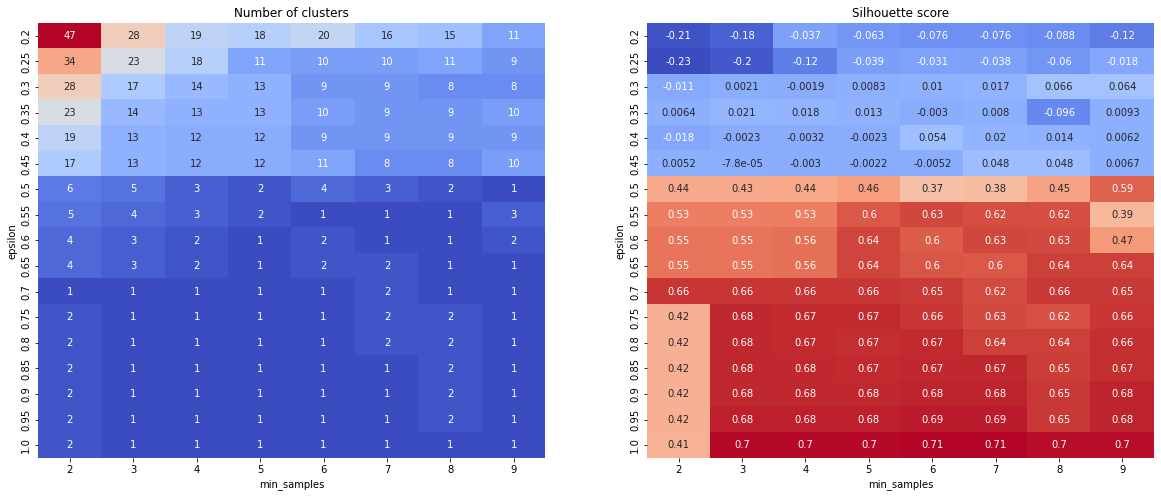 Number of clusters
0.2 47 28 19 18 20 16 15 11
0.25 34 23 18 11 10 10 11 9
0.3 28 17 14 13 9 9 8 8
0.35 23 14 13 13 10 9 9 10
0.4 19 13 12 12 9 9 9 9
0.45 17 13 12 12 11 8 8 10
0.5 6 5 3 2 4 3 2 1
0.55 5 4 3 2 1 1 1 3
0.6 4 3 2 1 2 1 1 2
0.65 4 3 2 1 2 2 1 1
0.7 1 1 1 1 1 2 1 1
0.75 2 1 1 1 1 2 2 1
0.8 2 1 1 1 1 2 2 1
0.85 2 1 1 1 1 1 2 1
0.9 2 1 1 1 1 1 2 1
0.95 2 1 1 1 1 1 2 1
1.0 2 1 1 1 1 1 1 1
2 3 4 5 6 7 8 9
epsilon
min_samples
Silhouette score
0.2 -0.21 -0.18 -0.037 -0.063 -0.076 -0.076 -0.088 -0.12
0.25 -0.23 -0.2 -0.12 -0.039 -0.031 -0.038 -0.06 -0.018
0.3 -0.011 0.0021 -0.0019 0.0083 0.01 0.017 0.066 0.064
0.35 0.0064 0.021 0.018 0.013 -0.003 0.008 -0.096 0.0093
0.4 -0.018 -0.0023 -0.0032 -0.0023 0.054 0.02 0.014 0.0062
0.45 0.0052 -7.8e-05 -0.003 -0.0022 -0.0052 0.048 0.048 0.0067
0.5 0.44 0.43 0.44 0.46 0.37 0.38 0.45 0.59
0.55 0.53 0.53 0.53 0.6 0.63 0.62 0.62 0.39
0.6 0.55 0.55 0.56 0.64 0.6 0.63 0.63 0.47
0.65 0.55 0.55 0.56 0.64 0.6 0.6 0.64 0.64
0.7 0.66 0.66 0.66 0.66 0.65 0.62 0.66 0.65
0.75 0.42 0.68 0.67 0.67 0.66 0.63 0.62 0.66
0.8 0.42 0.68 0.67 0.67 0.67 0.64 0.64 0.66
0.85 0.42 0.68 0.68 0.67 0.67 0.67 0.65 0.67
0.9 0.42 0.68 0.68 0.68 0.68 0.68 0.65 0.68
0.95 0.42 0.68 0.68 0.68 0.69 0.69 0.65 0.68
1.0 0.41 0.7 0.7 0.7 0.71 0.71 0.7 0.7
2 3 4 5 6 7 8 9
epsilon
min_samples